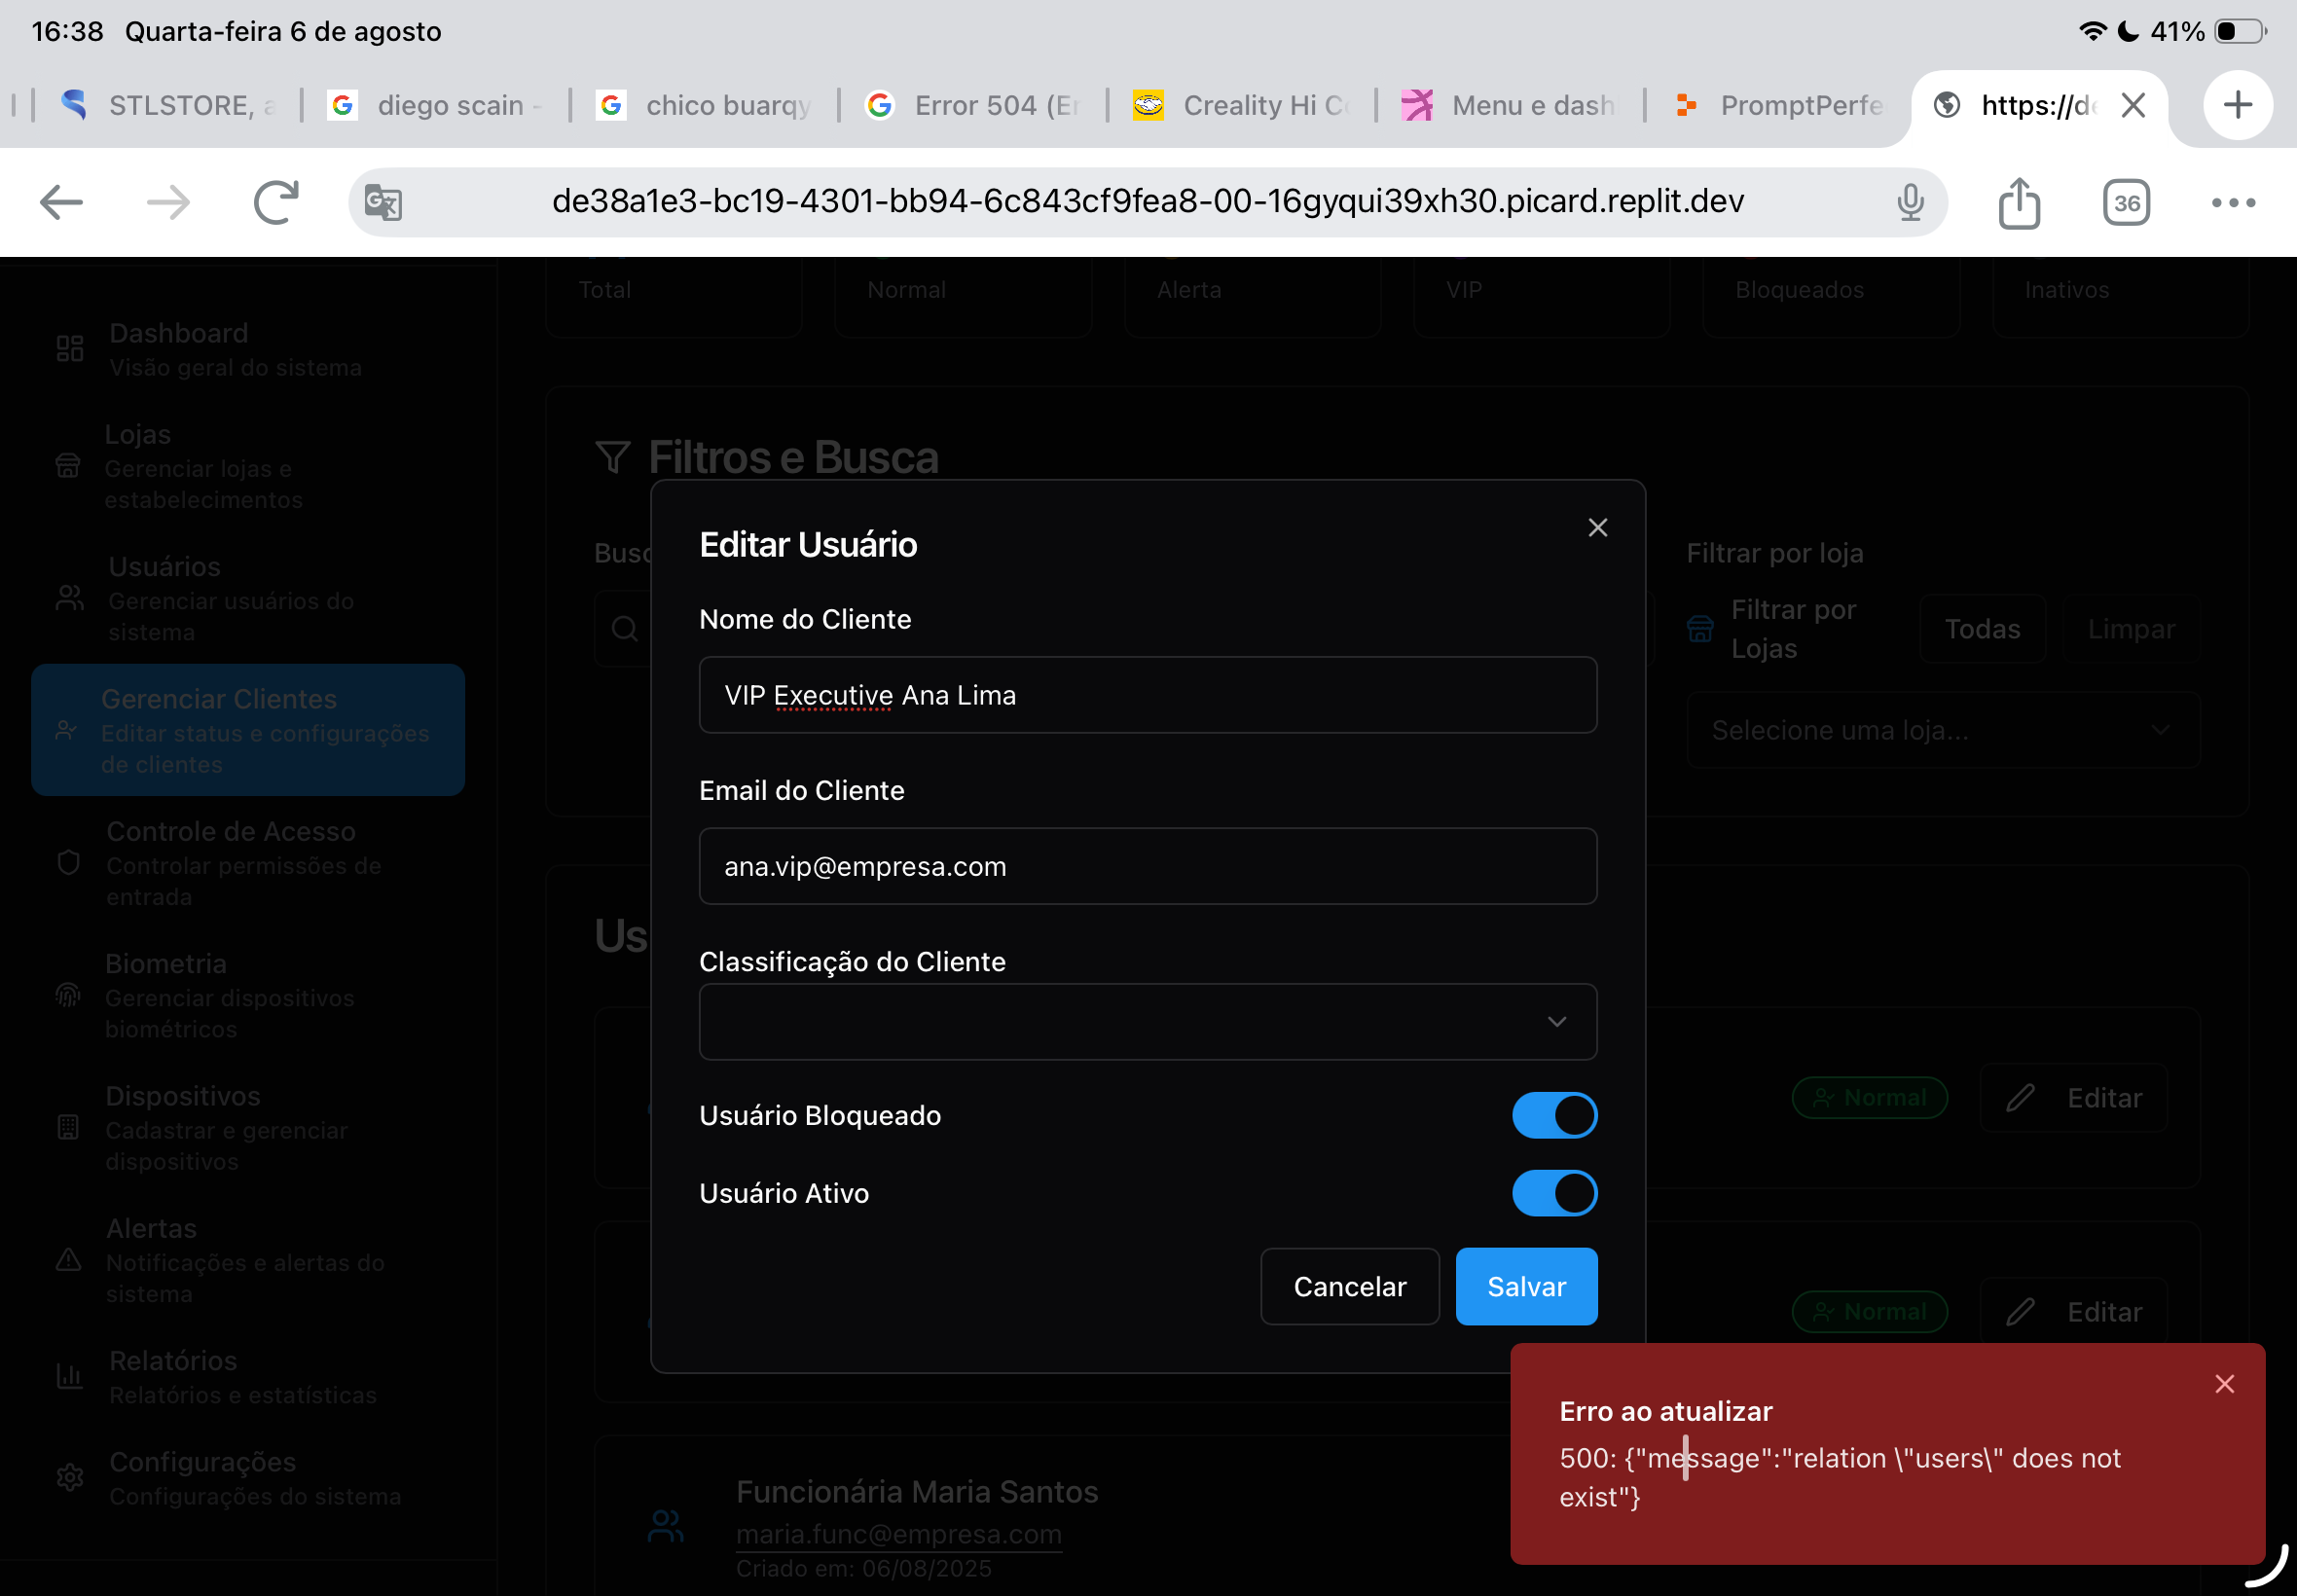 16:38 Quarta-feira 6 de agosto
41%
STLSTORE, a
diego scain -
chico buarqy
Error 504 (Er
Creality Hi Co
Menu e dash
PromptPerfe
https://de
de38a1e3-bc19-4301-bb94-6c843cf9fea8-00-16gyqui39xh30.picard.replit.dev
36
Total
Normal
Alerta
VIP
Bloqueados
Inativos
Dashboard
Visão geral do sistema
Lojas
Gerenciar lojas e
estabelecimentos
Usuários
Gerenciar usuários do
sistema
Gerenciar Clientes
Editar status e configurações
de clientes
Controle de Acesso
Controlar permissões de
entrada
Biometria
Gerenciar dispositivos
biométricos
Dispositivos
Cadastrar e gerenciar
dispositivos
Alertas
Notificações e alertas do
sistema
Relatórios
Relatórios e estatísticas
Configurações
Configurações do sistema
Filtros e Busca
Busc
Filtrar por loja
Filtrar por
Lojas
Todas
Limpar
Selecione uma loja...
Us
Editar Usuário
Nome do Cliente
VIP Executive Ana Lima
Email do Cliente
ana.vip@empresa.com
Classificação do Cliente
Usuário Bloqueado
Usuário Ativo
Cancelar
Salvar
Normal
Editar
Normal
Editar
Funcionária Maria Santos
maria.func@empresa.com
Criado em: 06/08/2025
Erro ao atualizar
500: {"message":"relation \"users\" does not
exist"}